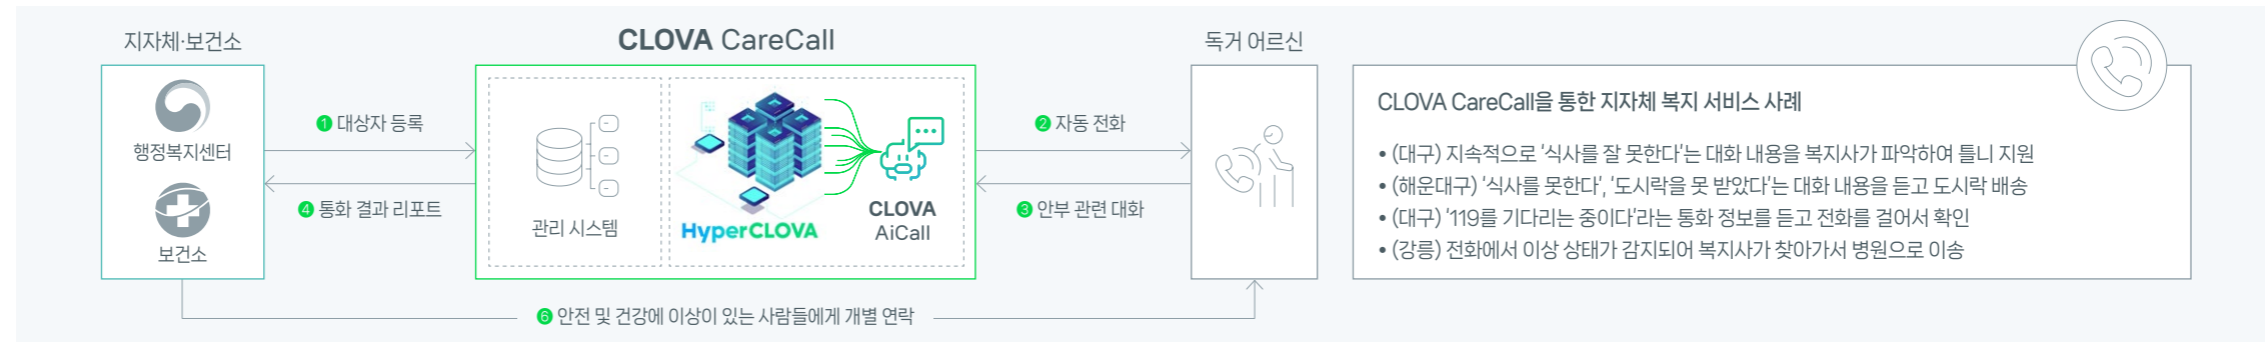 지자체·보건소
행정복지센터
보건소
❶ 대상자 등록
❹ 통화 결과 리포트
CLOVA CareCall
관리 시스템
HyperCLOVA
CLOVA
AiCall
❷ 자동 전화
❸ 안부 관련 대화
독거 어르신
❻ 안전 및 건강에 이상이 있는 사람들에게 개별 연락
CLOVA CareCall을 통한 지자체 복지 서비스 사례
• (대구) 지속적으로 '식사를 잘 못한다'는 대화 내용을 복지사가 파악하여 틀니 지원
• (해운대구) '식사를 못한다', '도시락을 못 받았다'는 대화 내용을 듣고 도시락 배송
• (대구) '119를 기다리는 중이다'라는 통화 정보를 듣고 전화를 걸어서 확인
• (강릉) 전화에서 이상 상태가 감지되어 복지사가 찾아가서 병원으로 이송